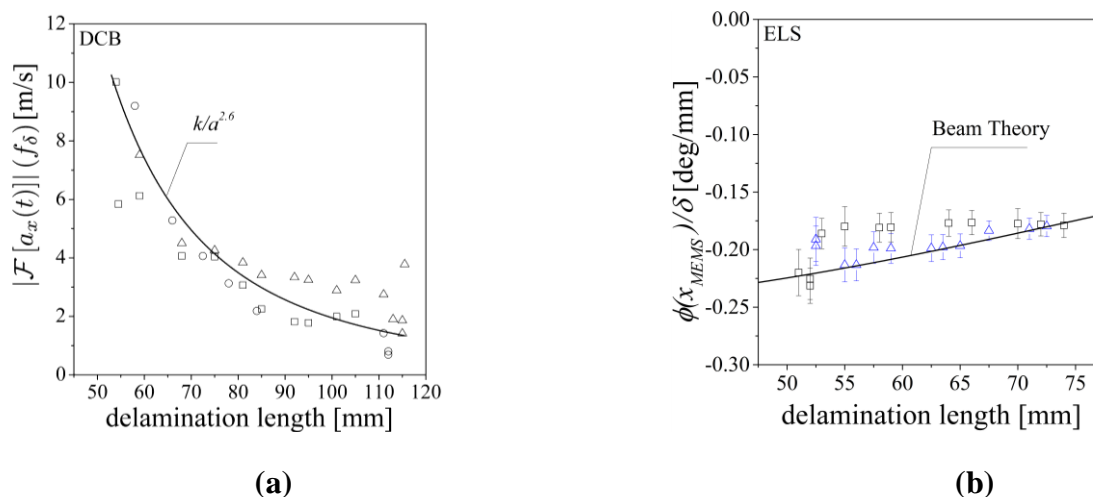 DCB
12
10
8
6
4
2
0
|ℱ[a_x(t)]|(f_δ) [m/s]
k/a^2.6
40 50 60 70 80 90 100 110 120
delamination length [mm]
(a)
ELS
0.00
-0.05
-0.10
-0.15
-0.20
-0.25
-0.30
ϕ(x_MEMS)/δ [deg/mm]
Beam Theory
50 55 60 65 70 75
delamination length [mm]
(b)